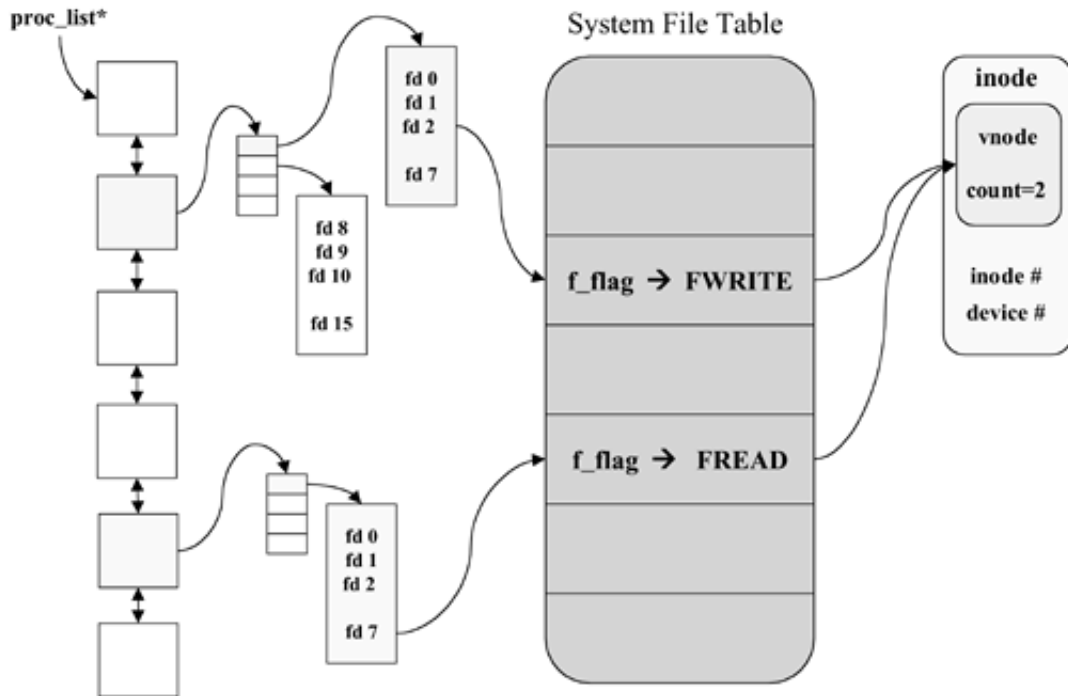 proc_list*
System File Table
fd 0
fd 1
fd 2
fd 7
fd 8
fd 9
fd 10
fd 15
f_flag → FWRITE
f_flag → FREAD
inode
vnode
count=2
inode #
device #
fd 0
fd 1
fd 2
fd 7